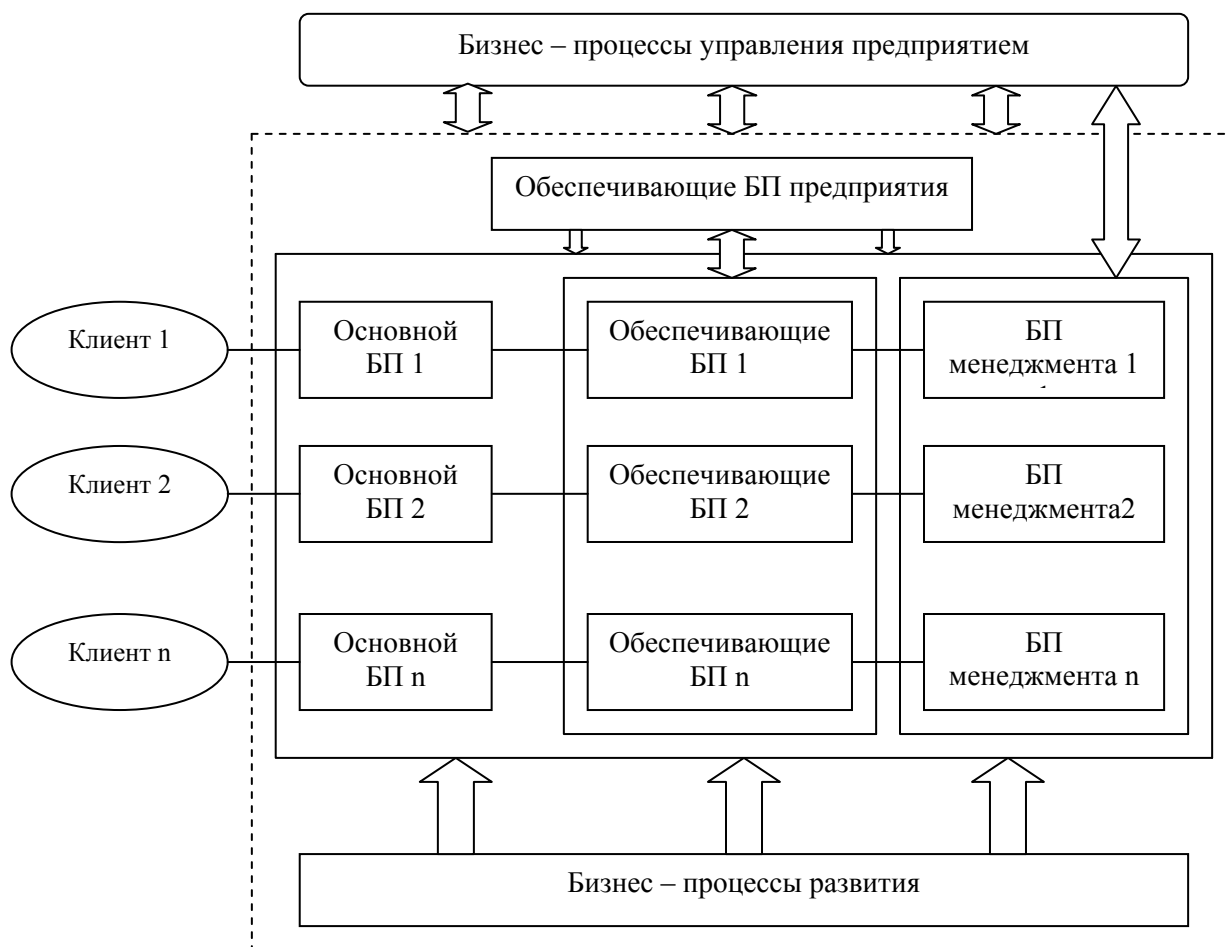 Бизнес – процессы управления предприятием
Обеспечивающие БП предприятия
Клиент 1
Основной
БП 1
Обеспечивающие
БП 1
БП
менеджмента 1
Клиент 2
Основной
БП 2
Обеспечивающие
БП 2
БП
менеджмента2
Клиент n
Основной
БП n
Обеспечивающие
БП n
БП
менеджмента n
Бизнес – процессы развития